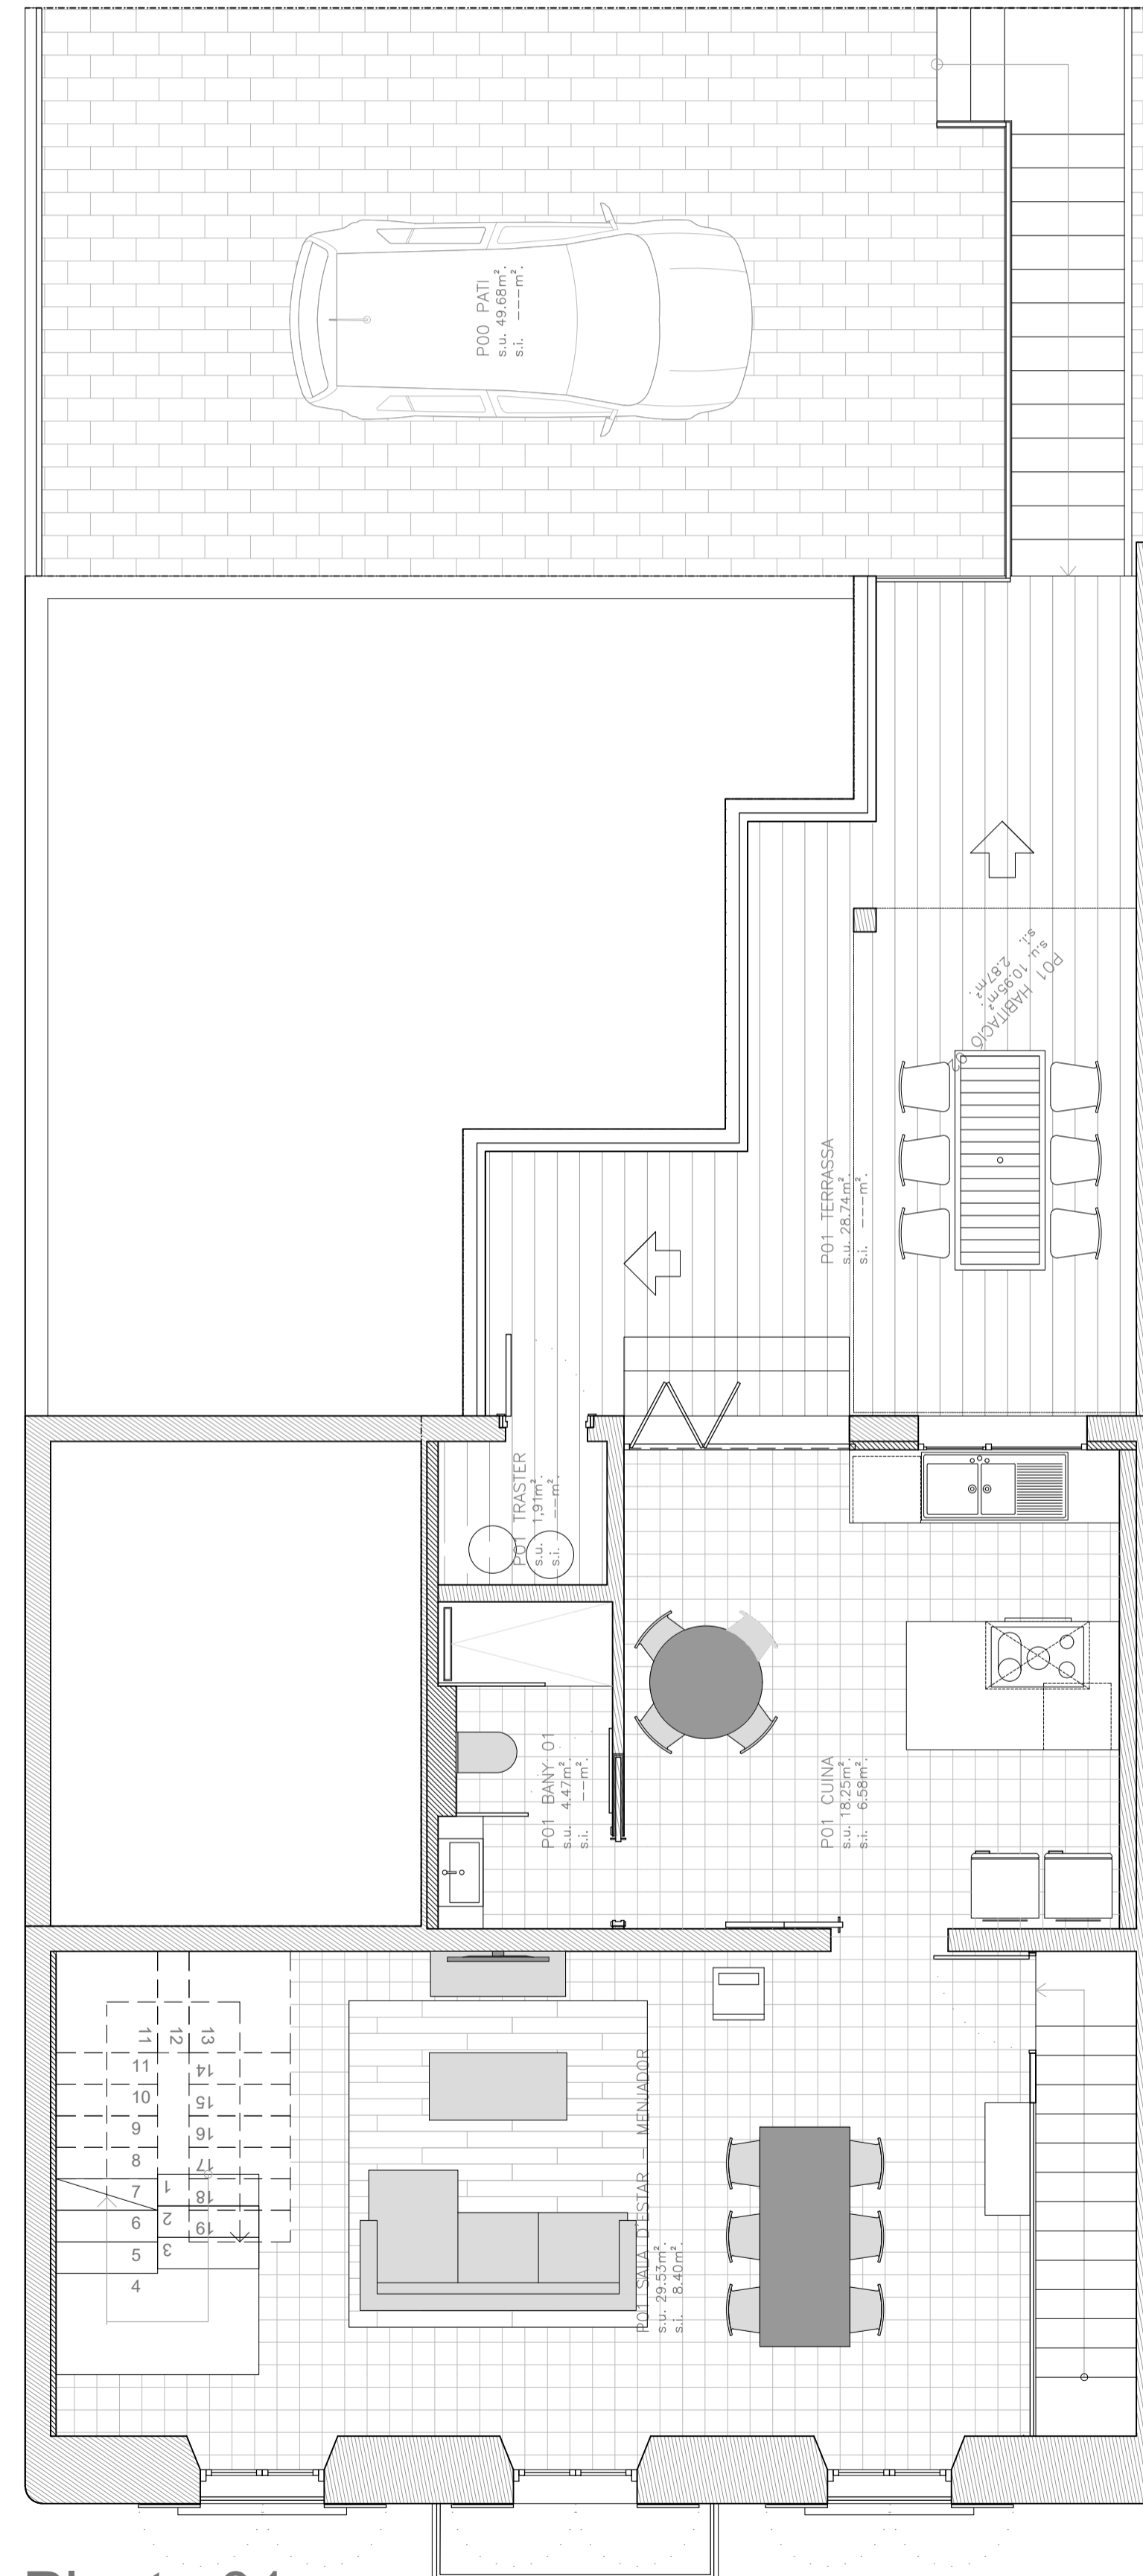 P00 PATI
s.u. 49.68m².
s.i. ---m².
P01 HABITACIÓ 02
s.u. 10.95m².
s.i. 2.87m².
P01 TERRASSA
s.u. 28.74m².
s.i. ---m².
P01 TRASTER
s.u. 1,91m².
s.i. --m².
P01 BANY 01
s.u. 4.47m².
s.i. --m².
P01 CUINA
s.u. 18.25m².
s.i. 6.58m².
P01 SALA D'ESTAR - MENJADOR
s.u. 29.53m².
s.i. 8.40m².
11 12 13
11 14
10 15
9 16
8 17
7 1 18
6 2 19
5 3
4